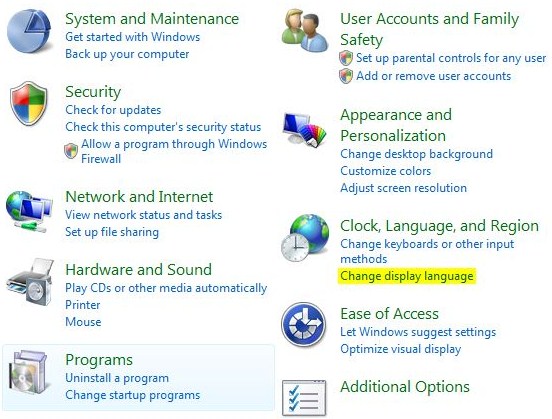 System and Maintenance
Get started with Windows
Back up your computer
Security
Check for updates
Check this computer's security status
Allow a program through Windows
Firewall
Network and Internet
View network status and tasks
Set up file sharing
Hardware and Sound
Play CDs or other media automatically
Printer
Mouse
Programs
Uninstall a program
Change startup programs
User Accounts and Family
Safety
Set up parental controls for any user
Add or remove user accounts
Appearance and
Personalization
Change desktop background
Customize colors
Adjust screen resolution
Clock, Language, and Region
Change keyboards or other input
methods
Change display language
Ease of Access
Let Windows suggest settings
Optimize visual display
Additional Options